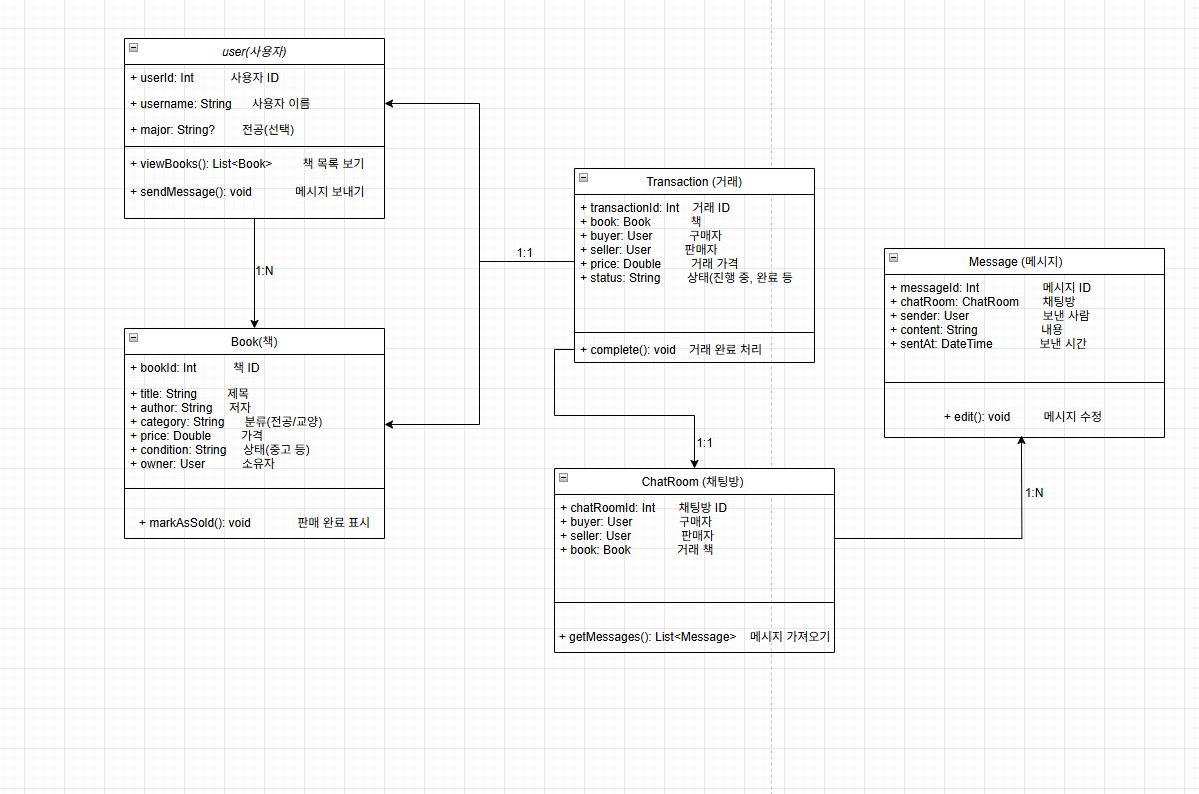 user(사용자)
+ userId: Int 사용자 ID
+ username: String 사용자 이름
+ major: String? 전공(선택)
+ viewBooks(): List<Book> 책 목록 보기
+ sendMessage(): void 메시지 보내기
1:N
Book(책)
+ bookId: Int 책 ID
+ title: String 제목
+ author: String 저자
+ category: String 분류(전공/교양)
+ price: Double 가격
+ condition: String 상태(중고 등)
+ owner: User 소유자
+ markAsSold(): void 판매 완료 표시
1:1
Transaction (거래)
+ transactionId: Int 거래 ID
+ book: Book 책
+ buyer: User 구매자
+ seller: User 판매자
+ price: Double 거래 가격
+ status: String 상태(진행 중, 완료 등
+ complete(): void 거래 완료 처리
1:1
ChatRoom (채팅방)
+ chatRoomId: Int 채팅방 ID
+ buyer: User 구매자
+ seller: User 판매자
+ book: Book 거래 책
+ getMessages(): List<Message> 메시지 가져오기
Message (메시지)
+ messageId: Int 메시지 ID
+ chatRoom: ChatRoom 채팅방
+ sender: User 보낸 사람
+ content: String 내용
+ sentAt: DateTime 보낸 시간
+ edit(): void 메시지 수정
1:N